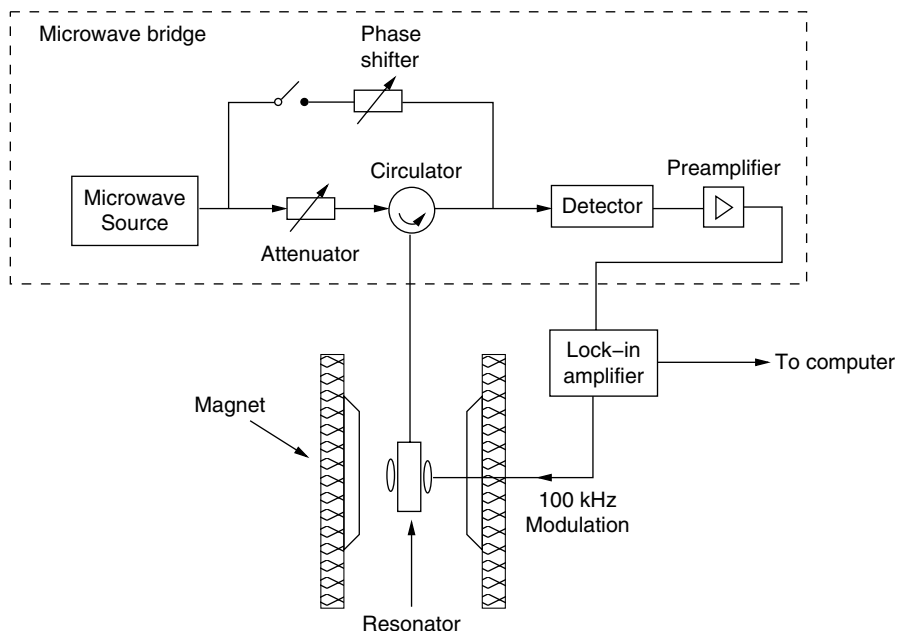 Microwave bridge
Phase
shifter
Circulator
Preamplifier
Microwave
Source
Detector
Attenuator
Lock–in
amplifier
To computer
Magnet
100 kHz
Modulation
Resonator